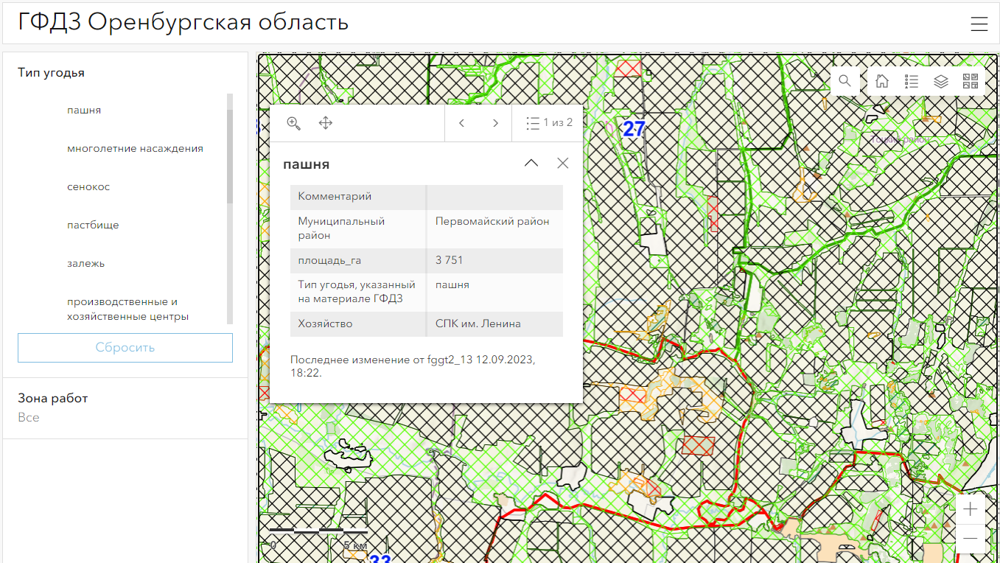 ГФДЗ Оренбургская область
Тип угодья
пашня
многолетние насаждения
сенокос
пастбище
залежь
производственные и
хозяйственные центры
Сбросить
Зона работ
Все
1 из 2
пашня
Комментарий
Муниципальный
район
Первомайский район
площадь_га
3 751
Тип угодья, указанный
на материале ГФДЗ
пашня
Хозяйство
СПК им. Ленина
Последнее изменение от fggt2_13 12.09.2023,
18:22.
27
Тоцкий район
0
5 км
33